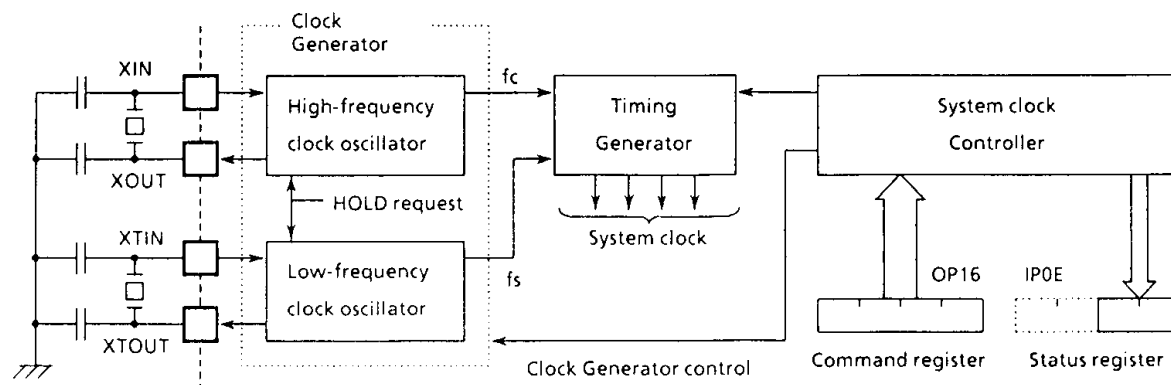 Clock
Generator
XIN
High-frequency
clock oscillator
XOUT
fc
Timing
Generator
System clock
Controller
HOLD request
System clock
XTIN
Low-frequency
clock oscillator
XTOUT
fs
OP16
IP0E
Clock Generator control
Command register
Status register